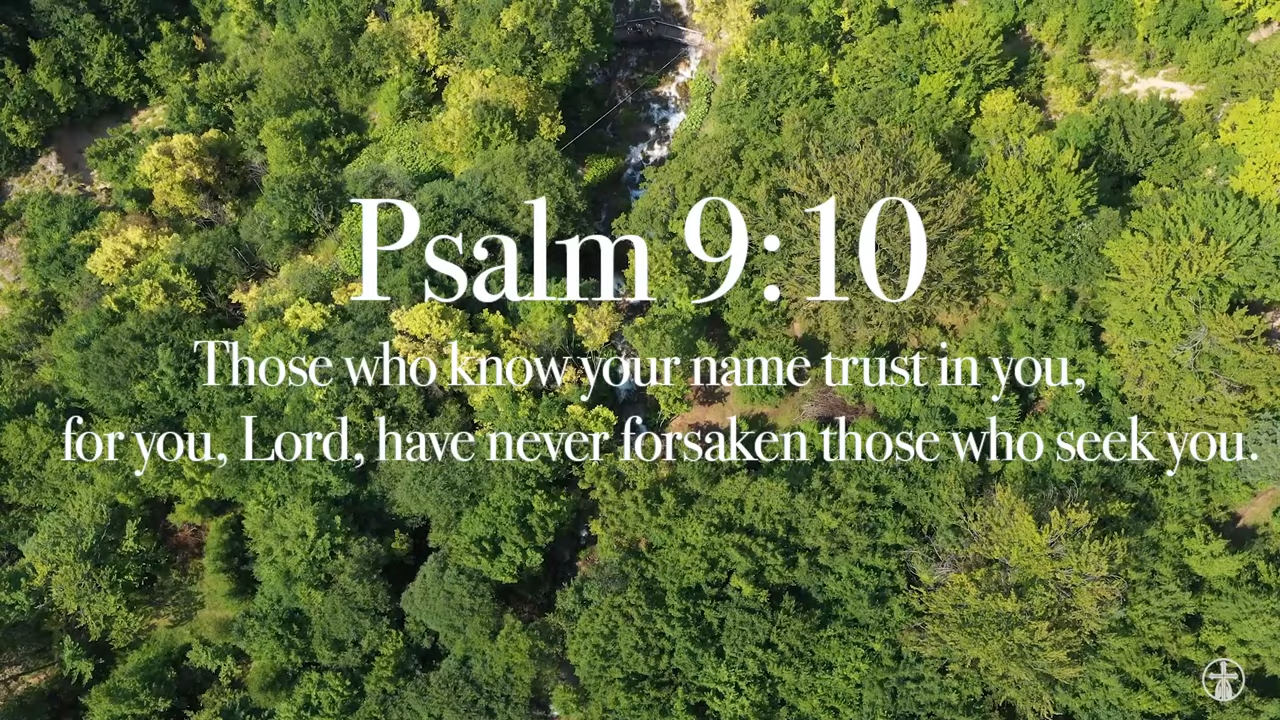 Psalm 9:10
Those who know your name trust in you,
for you, Lord, have never forsaken those who seek you.